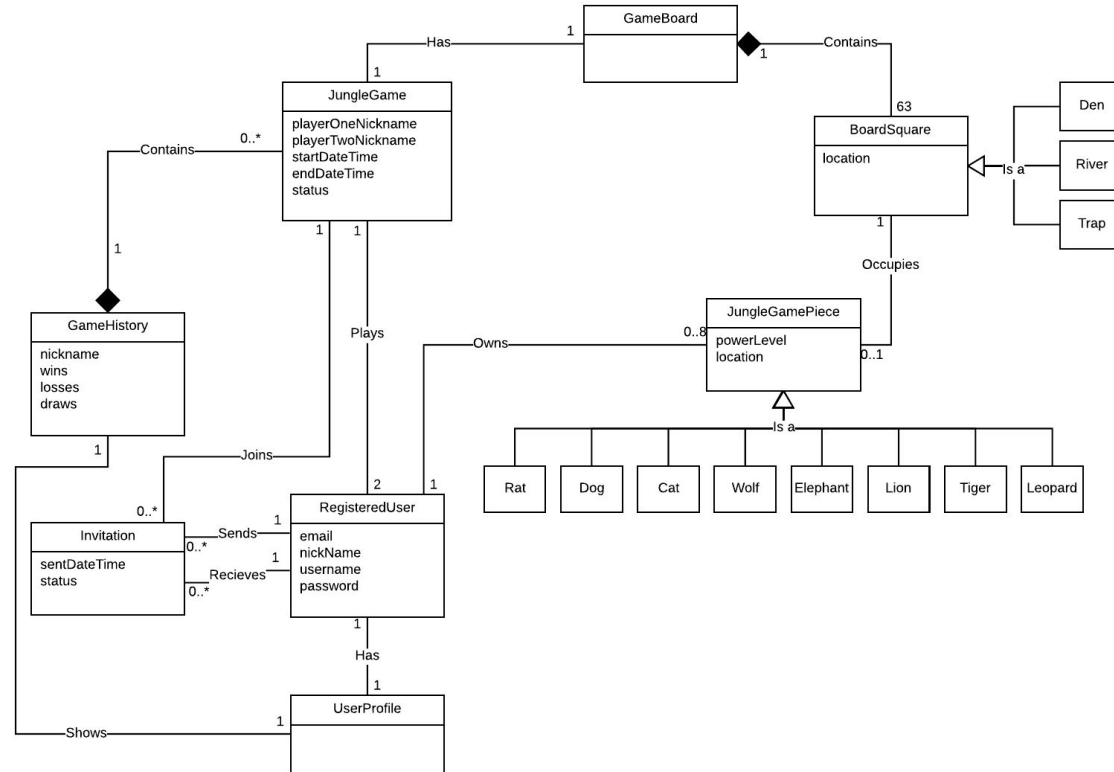 GameBoard
1
Has
1
Contains
1
63
JungleGame
playerOneNickname
playerTwoNickname
startDateTime
endDateTime
status
0..*
Contains
1
1
1
BoardSquare
location
1
Is a
Den
River
Trap
Occupies
GameHistory
nickname
wins
losses
draws
1
Plays
Owns
0..8
JungleGamePiece
powerLevel
location
0..1
Is a
Rat
Dog
Cat
Wolf
Elephant
Lion
Tiger
Leopard
Joins
0..*
2
1
Invitation
sentDateTime
status
Sends
1
0..*
Recieves
1
0..*
RegisteredUser
email
nickName
username
password
1
Has
1
UserProfile
1
Shows